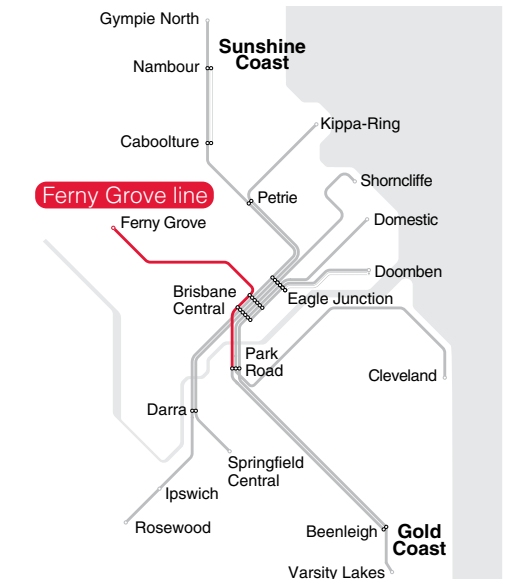 Gympie North
Sunshine
Coast
Nambour
Kippa-Ring
Caboolture
Shorncliffe
Ferny Grove line
Petrie
Ferny Grove
Domestic
Doomben
Brisbane
Central
Eagle Junction
Park
Road
Cleveland
Darra
Springfield
Central
Ipswich
Rosewood
Beenleigh
Gold
Coast
Varsity Lakes